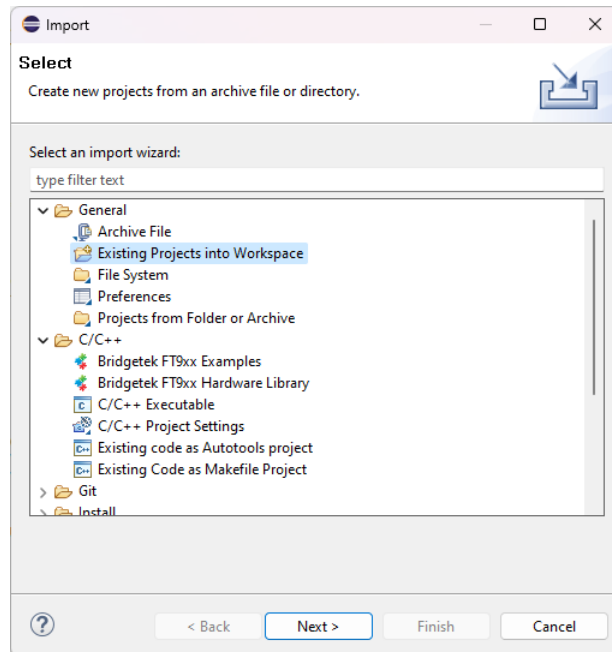 Import
Select
Create new projects from an archive file or directory.
Select an import wizard:
type filter text
General
Archive File
Existing Projects into Workspace
File System
Preferences
Projects from Folder or Archive
C/C++
Bridgetek FT9xx Examples
Bridgetek FT9xx Hardware Library
C/C++ Executable
C/C++ Project Settings
Existing code as Autotools project
Existing Code as Makefile Project
Git
Install
< Back Next > Finish Cancel